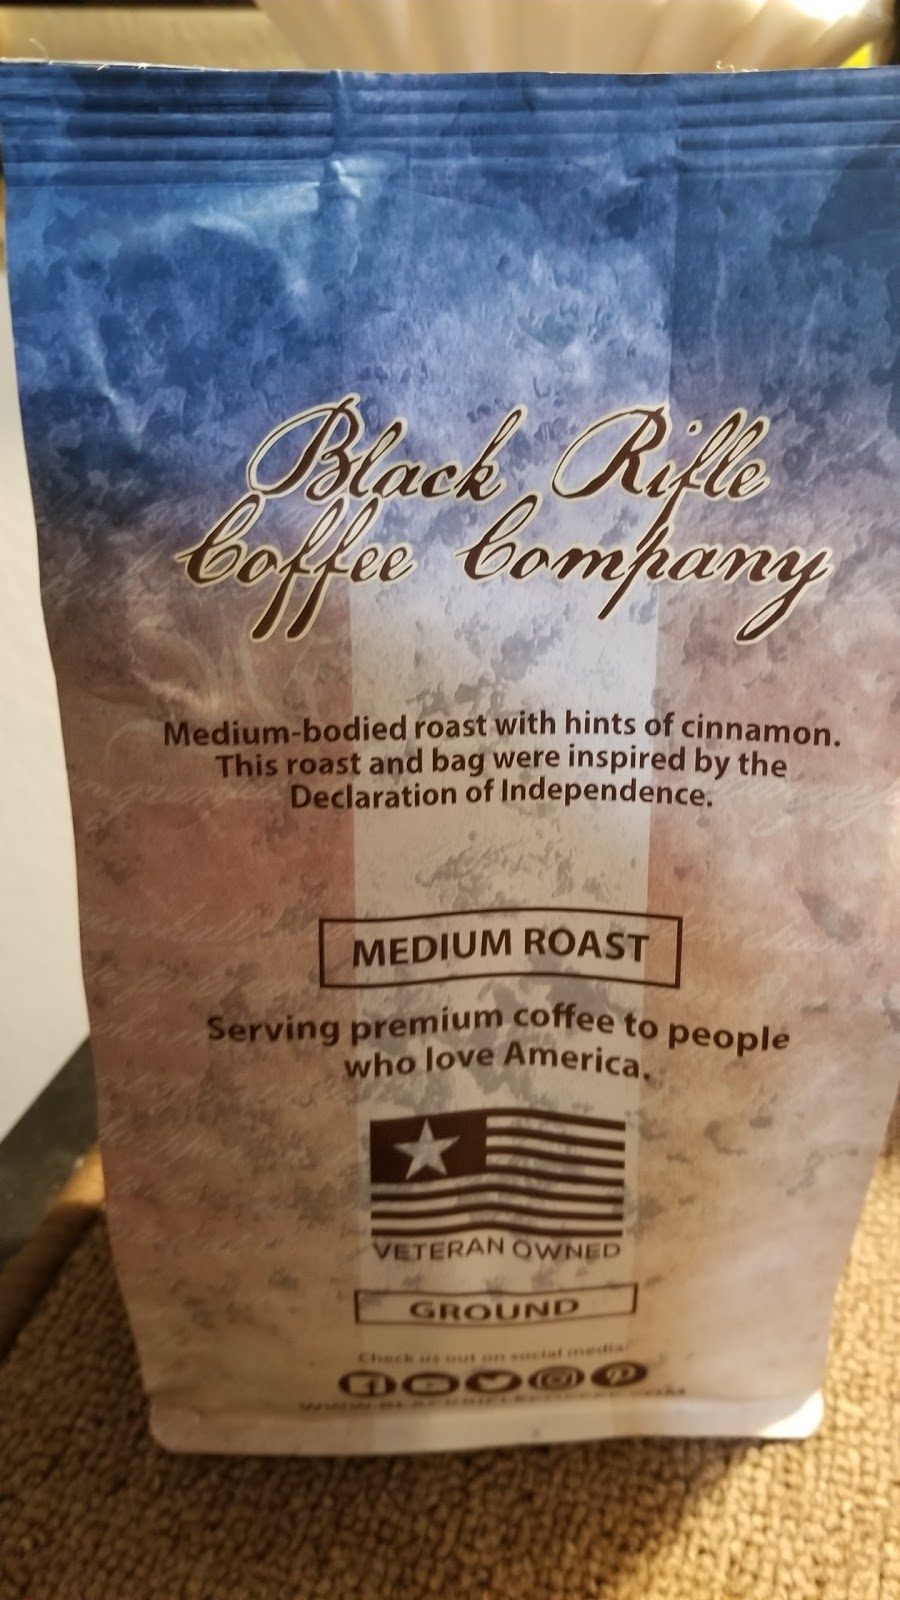 Black Rifle
Coffee Company
Medium-bodied roast with hints of cinnamon.
This roast and bag were inspired by the
Declaration of Independence.
MEDIUM ROAST
Serving premium coffee to people
who love America.
VETERAN OWNED
GROUND
Check us out on social media!